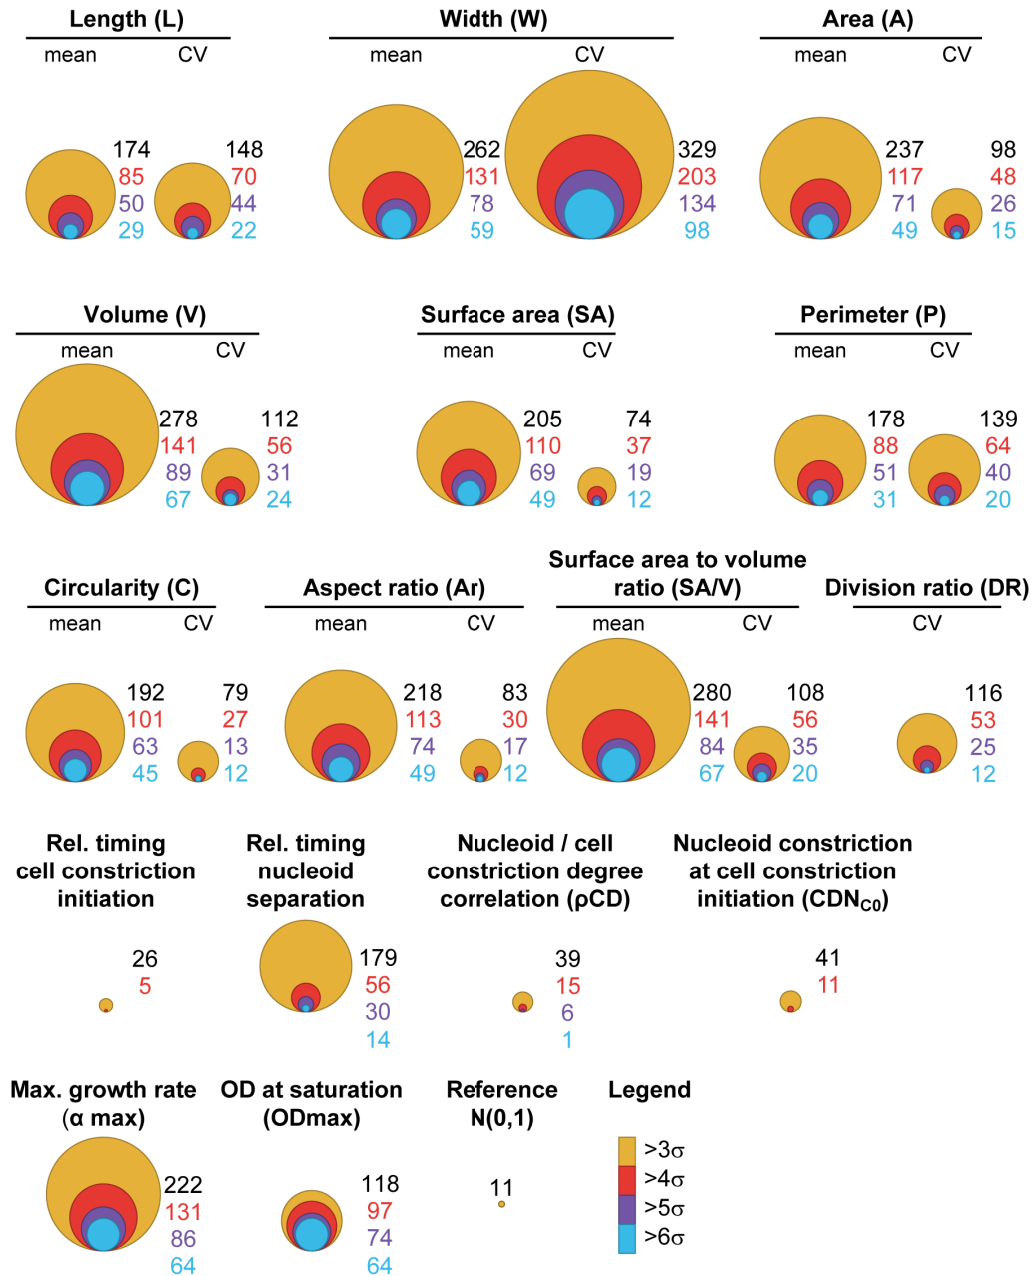 Length (L)
mean CV
174
85
50
29
148
70
44
22
Width (W)
mean CV
262
131
78
59
329
203
134
98
Area (A)
mean CV
237
117
71
49
98
48
26
15
Volume (V)
mean CV
278
141
89
67
112
56
31
24
Surface area (SA)
mean CV
205
110
69
49
74
37
19
12
Perimeter (P)
mean CV
178
88
51
31
139
64
40
20
Circularity (C)
mean CV
192
101
63
45
79
27
13
12
Aspect ratio (Ar)
mean CV
218
113
74
49
83
30
17
12
Surface area to volume
ratio (SA/V)
mean CV
280
141
84
67
108
56
35
20
Division ratio (DR)
CV
116
53
25
12
Rel. timing
cell constriction
initiation
26
5
Rel. timing
nucleoid
separation
179
56
30
14
Nucleoid / cell
constriction degree
correlation (ρCD)
39
15
6
1
Nucleoid constriction
at cell constriction
initiation (CDNC0)
41
11
Max. growth rate
(α max)
222
131
86
64
OD at saturation
(ODmax)
118
97
74
64
Reference
N(0,1)
11
Legend
>3σ
>4σ
>5σ
>6σ